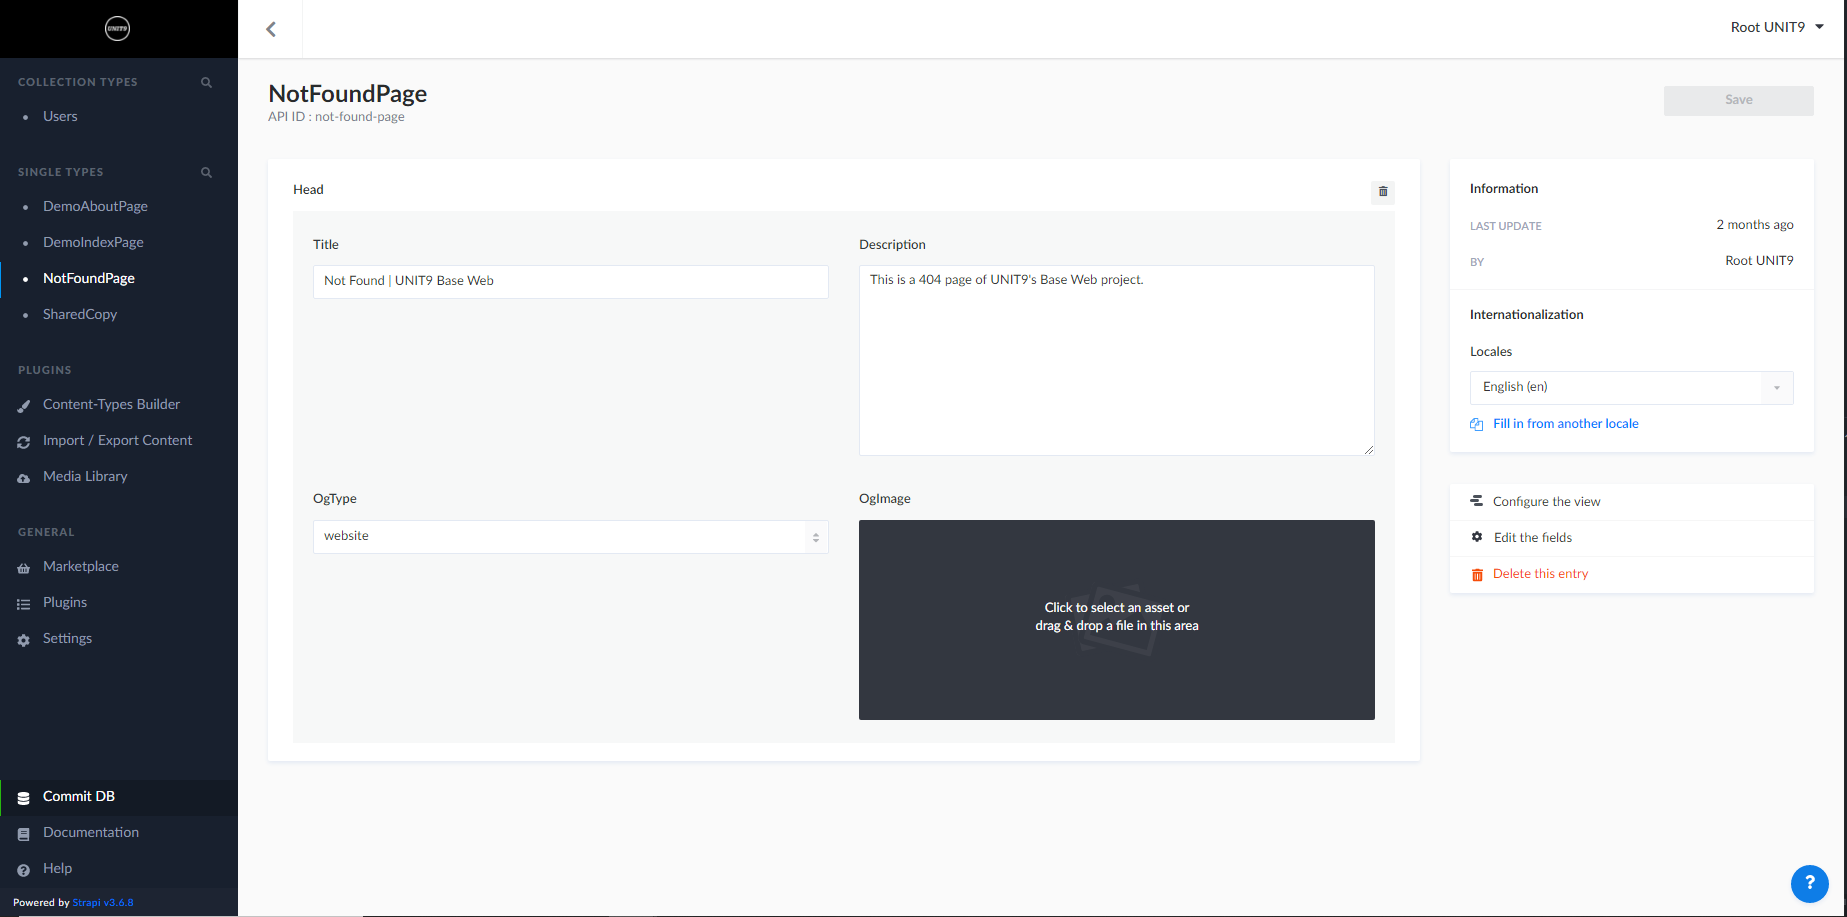 UNIT9
Root UNIT9
COLLECTION TYPES
Users
SINGLE TYPES
DemoAboutPage
DemoIndexPage
NotFoundPage
SharedCopy
PLUGINS
Content-Types Builder
Import / Export Content
Media Library
GENERAL
Marketplace
Plugins
Settings
Commit DB
Documentation
Help
Powered by Strapi v3.6.8
NotFoundPage
API ID : not-found-page
Save
Head
Title
Not Found | UNIT9 Base Web
Description
This is a 404 page of UNIT9's Base Web project.
OgType
website
OgImage
Click to select an asset or
drag & drop a file in this area
Information
LAST UPDATE
2 months ago
BY
Root UNIT9
Internationalization
Locales
English (en)
Fill in from another locale
Configure the view
Edit the fields
Delete this entry
?